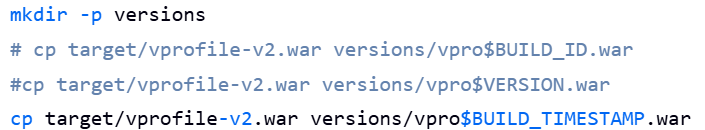 mkdir -p versions
# cp target/vprofile-v2.war versions/vpro$BUILD_ID.war
#cp target/vprofile-v2.war versions/vpro$VERSION.war
cp target/vprofile-v2.war versions/vpro$BUILD_TIMESTAMP.war